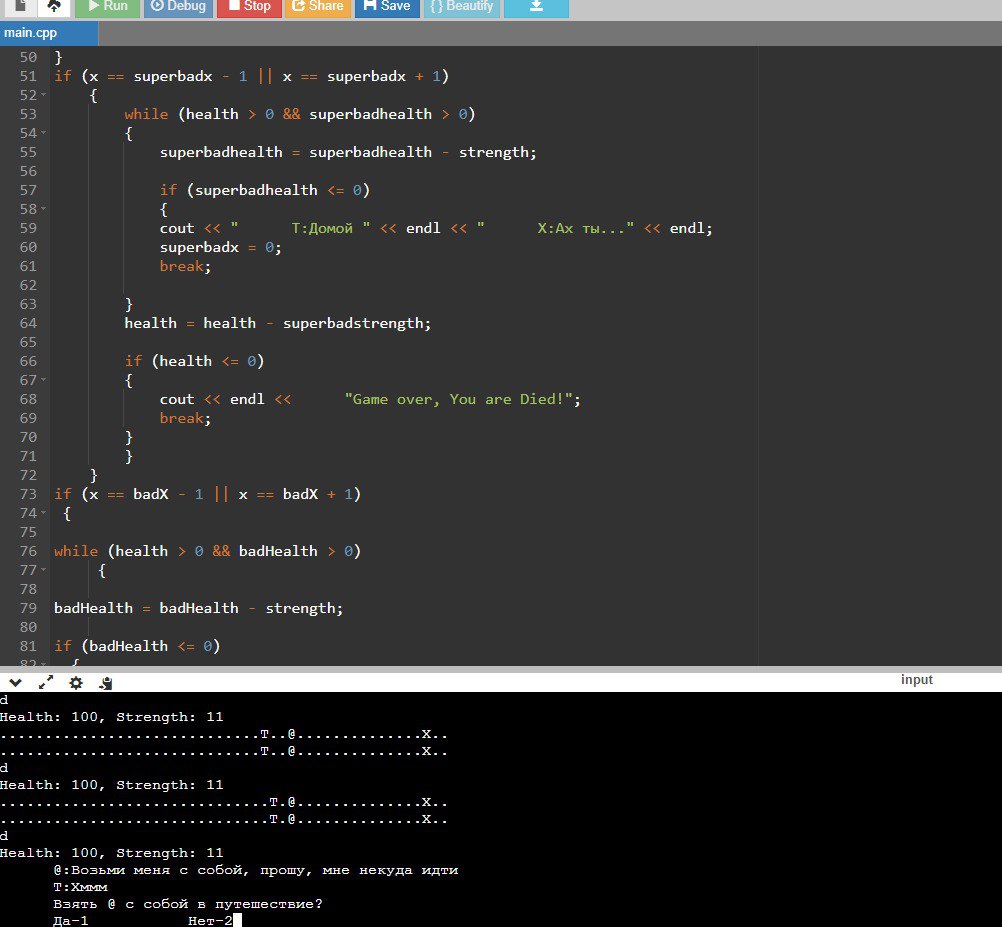 Run Debug Stop Share Save { } Beautify
main.cpp
50 }
51 if (x == superbadx - 1 || x == superbadx + 1)
52 {
53 while (health > 0 && superbadhealth > 0)
54 {
55 superbadhealth = superbadhealth - strength;
56
57 if (superbadhealth <= 0)
58 {
59 cout << "      Т:Домой " << endl << "      Х:Ах ты..." << endl;
60 superbadx = 0;
61 break;
62
63 }
64 health = health - superbadstrength;
65
66 if (health <= 0)
67 {
68 cout << endl <<      "Game over, You are Died!";
69 break;
70 }
71 }
72 }
73 if (x == badX - 1 || x == badX + 1)
74 {
75
76 while (health > 0 && badHealth > 0)
77 {
78
79 badHealth = badHealth - strength;
80
81 if (badHealth <= 0)
82 {
input
d
Health: 100, Strength: 11
..............................T..@...............X..
..............................T..@...............X..
d
Health: 100, Strength: 11
...............................T.@...............X..
...............................T.@...............X..
d
Health: 100, Strength: 11
@:Возьми меня с собой, прошу, мне некуда идти
Т:Хммм
Взять @ с собой в путешествие?
Да-1 Нет-2